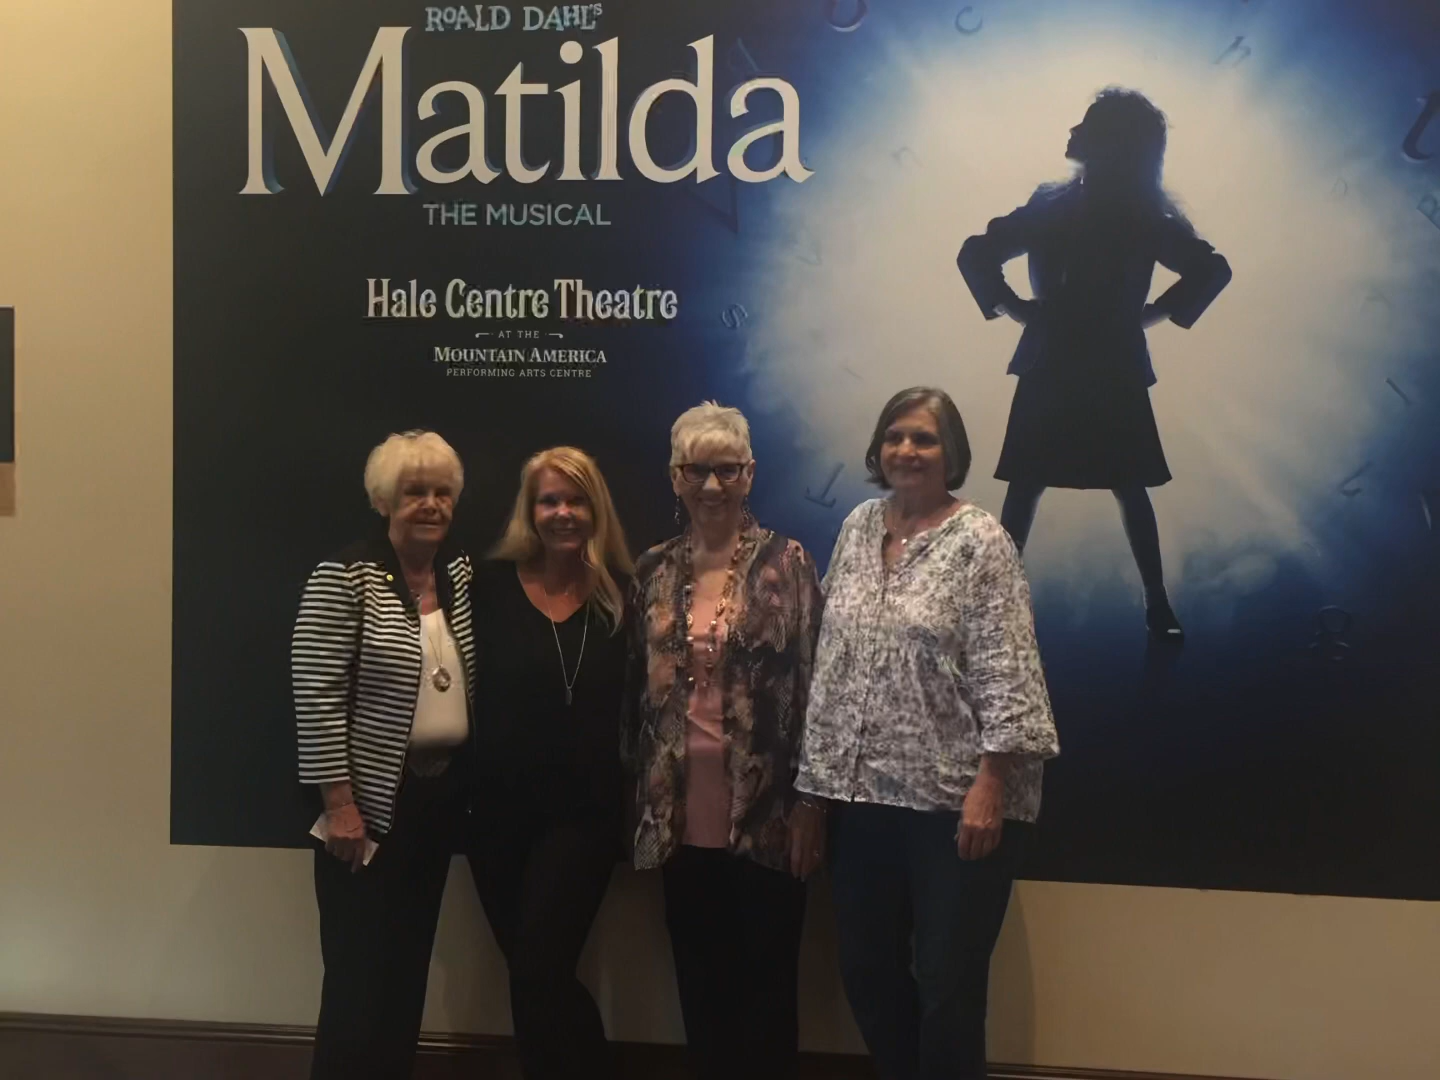 ROALD DAHL'S
Matilda
THE MUSICAL
Hale Centre Theatre
AT THE
MOUNTAIN AMERICA
PERFORMING ARTS CENTRE